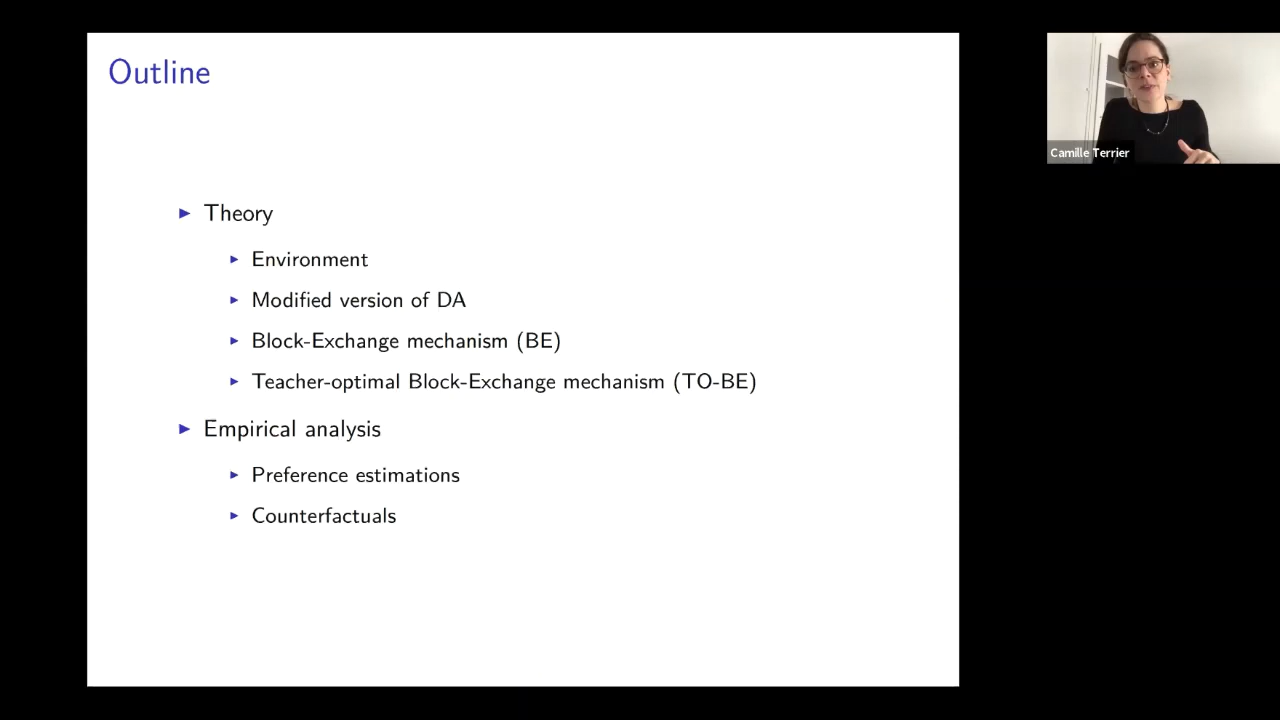 Outline
Theory
Environment
Modified version of DA
Block-Exchange mechanism (BE)
Teacher-optimal Block-Exchange mechanism (TO-BE)
Empirical analysis
Preference estimations
Counterfactuals
Camille Terrier